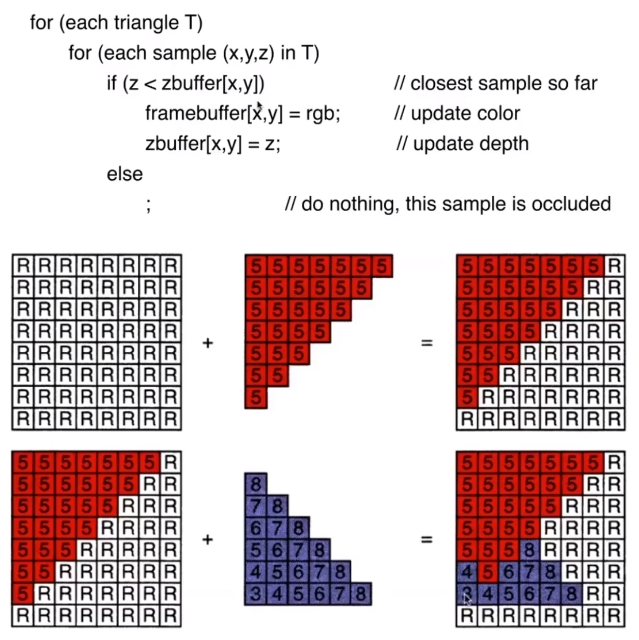 for (each triangle T)
for (each sample (x,y,z) in T)
if (z < zbuffer[x,y]) // closest sample so far
framebuffer[x,y] = rgb; // update color
zbuffer[x,y] = z; // update depth
else
; // do nothing, this sample is occluded
R R R R R R R R 5 5 5 5 5 5 5 5 5 5 5 5 5 5 R
R R R R R R R R 5 5 5 5 5 5 5 5 5 5 5 5 R R
R R R R R R R R 5 5 5 5 5 5 5 5 5 5 R R R
R R R R R R R R + 5 5 5 5 = 5 5 5 5 R R R R
R R R R R R R R 5 5 5 5 5 5 R R R R R
R R R R R R R R 5 5 5 5 R R R R R R
R R R R R R R R 5 5 R R R R R R R
R R R R R R R R R R R R R R R R
5 5 5 5 5 5 5 R 5 5 5 5 5 5 5 R
5 5 5 5 5 5 R R 8 5 5 5 5 5 5 R R
5 5 5 5 5 R R R 7 8 5 5 5 5 5 R R R
5 5 5 5 R R R R + 6 7 8 = 5 5 5 5 R R R R
5 5 5 R R R R R 5 6 7 8 5 5 5 8 R R R R
5 5 R R R R R R 4 5 6 7 8 4 5 6 7 8 R R R
5 R R R R R R R 3 4 5 6 7 8 3 4 5 6 7 8 R R
R R R R R R R R R R R R R R R R